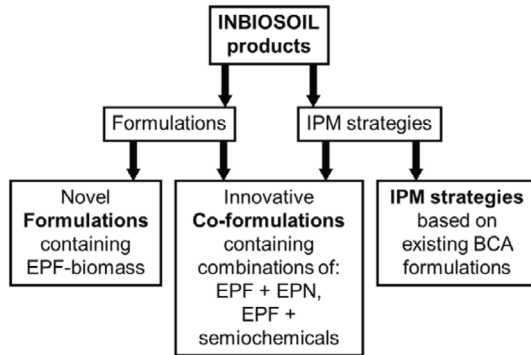 INBIOSOIL
products
Formulations
IPM strategies
Novel
Formulations
containing
EPF-biomass
Innovative
Co-formulations
containing
combinations of:
EPF + EPN,
EPF +
semiochemicals
IPM strategies
based on
existing BCA
formulations